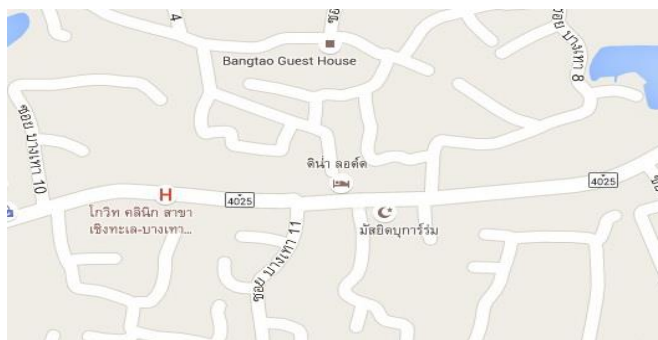 4
Bangtao Guest House
ซอย บางเทา 8
ซอย บางเทา 10
ดิน่า ลอด์ด
4025
H
4025
โกวิท คลินิก สาขา
เชิงทะเล-บางเทา...
มัสยิดบุการ์ร่ม
ซอย บางเทา 11